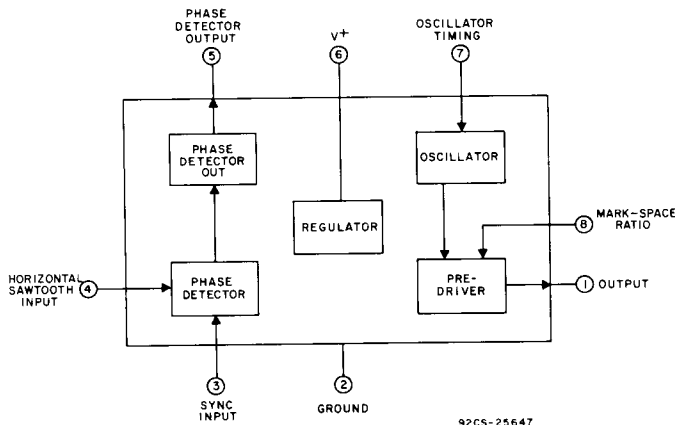 PHASE
DETECTOR
OUTPUT
5
V+
6
OSCILLATOR
TIMING
7
PHASE
DETECTOR
OUT
OSCILLATOR
REGULATOR
8
MARK-SPACE
RATIO
HORIZONTAL
SAWTOOTH
INPUT
4
PHASE
DETECTOR
PRE-
DRIVER
1
OUTPUT
3
SYNC
INPUT
2
GROUND
92CS-25647